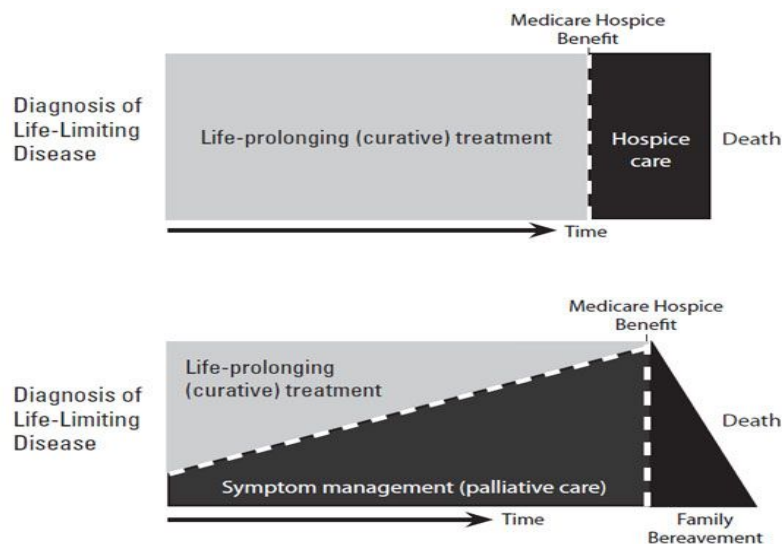 Medicare Hospice
Benefit
Diagnosis of
Life-Limiting
Disease
Life-prolonging (curative) treatment
Hospice
care
Death
Time
Medicare Hospice
Benefit
Diagnosis of
Life-Limiting
Disease
Life-prolonging
(curative) treatment
Death
Symptom management (palliative care)
Time
Family
Bereavement